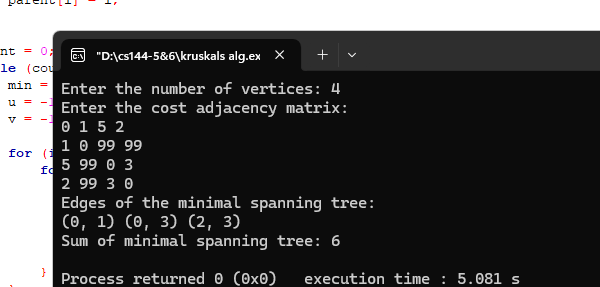 parent[i] = i;
nt = 0;
le (cou
min =
u = -1
v = -1
for (i
fo
}
"D:\cs144-5&6\kruskals alg.ex
Enter the number of vertices: 4
Enter the cost adjacency matrix:
0 1 5 2
1 0 99 99
5 99 0 3
2 99 3 0
Edges of the minimal spanning tree:
(0, 1) (0, 3) (2, 3)
Sum of minimal spanning tree: 6
Process returned 0 (0x0)   execution time : 5.081 s